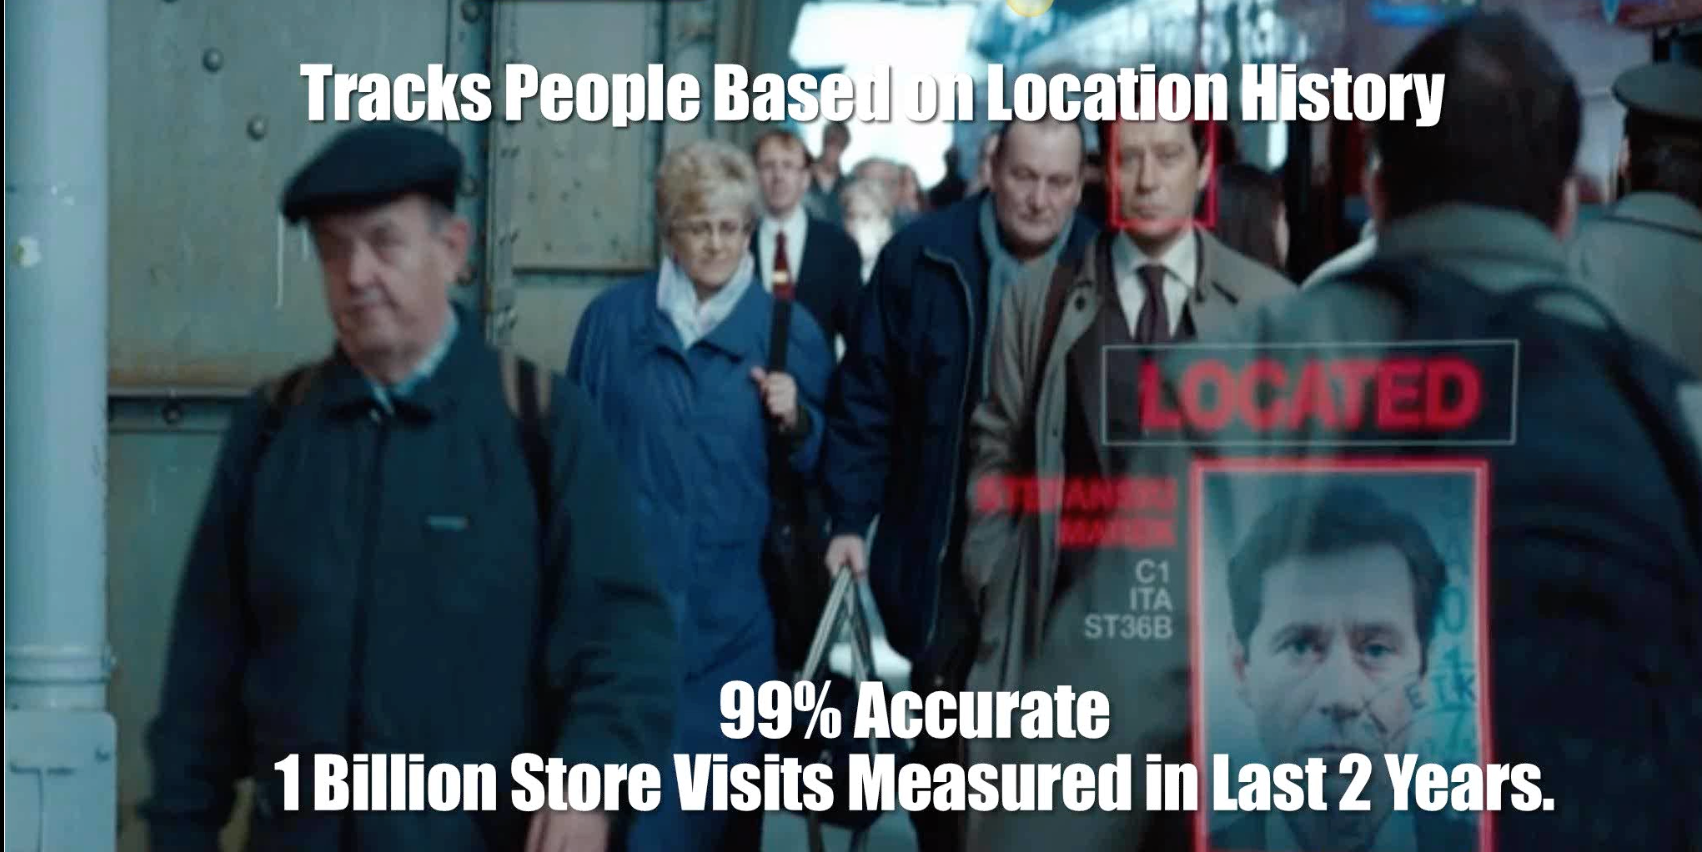 Tracks People Based on Location History
LOCATED
C1
ITA
ST36B
99% Accurate
1 Billion Store Visits Measured in Last 2 Years.